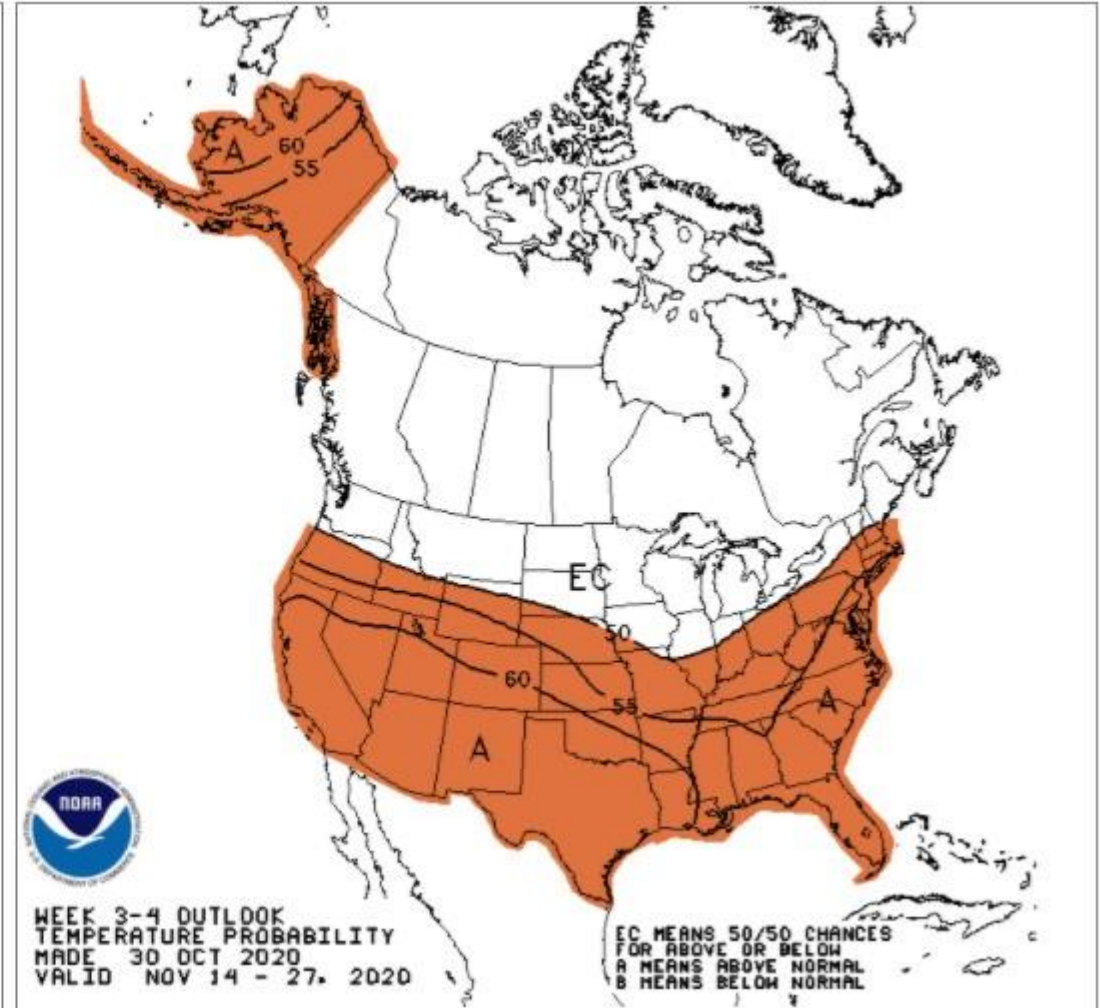 A
60
55
EC
50
60
55
A
A
NOAA
WEEK 3-4 OUTLOOK
TEMPERATURE PROBABILITY
MADE 30 OCT 2020
VALID NOV 14 - 27. 2020
EC MEANS 50/50 CHANCES
FOR ABOVE OR BELOW
A MEANS ABOVE NORMAL
B MEANS BELOW NORMAL